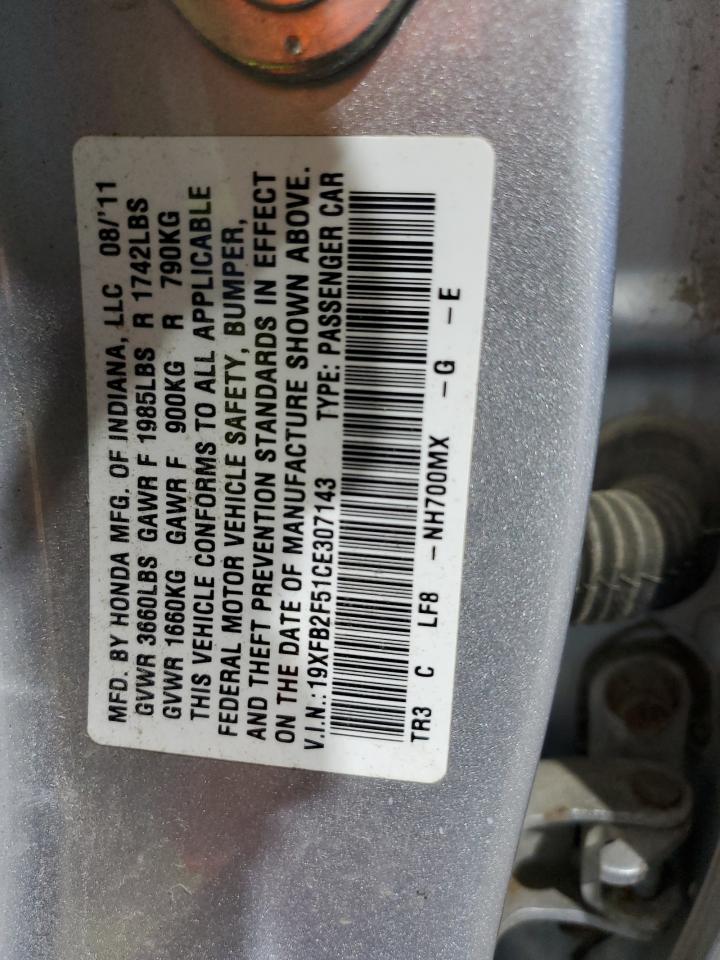 MFD. BY HONDA MFG. OF INDIANA, LLC 08/'11
GVWR 3660LBS GAWR F 1985LBS R 1742LBS
GVWR 1660KG GAWR F 900KG R 790KG
THIS VEHICLE CONFORMS TO ALL APPLICABLE
FEDERAL MOTOR VEHICLE SAFETY, BUMPER,
AND THEFT PREVENTION STANDARDS IN EFFECT
ON THE DATE OF MANUFACTURE SHOWN ABOVE.
V.I.N.: 19XFB2F51CE307143 TYPE: PASSENGER CAR
TR3 C LF8 -NH700MX -G -E